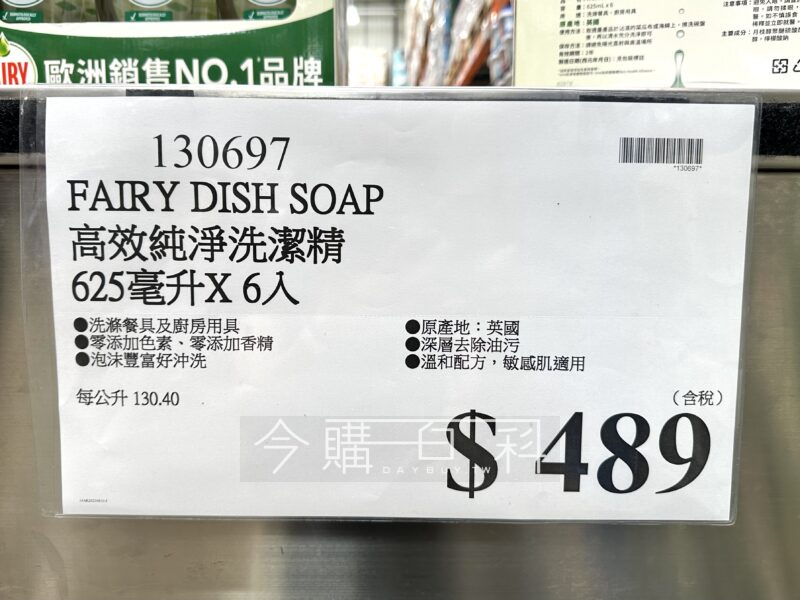 IRY
歐洲銷售NO.1品牌
625mL x 6
130697
*130697*
FAIRY DISH SOAP
高效純淨洗潔精
625毫升X 6入
●洗滌餐具及廚房用具
●零添加色素、零添加香精
●泡沫豐富好沖洗
●原產地：英國
●深層去除油污
●溫和配方，敏感肌適用
每公升 130.40
（含稅）
$ 489
今購百科
DAYBUY.TW